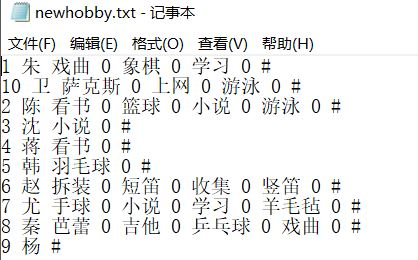 newhobby.txt - 记事本
文件(F) 编辑(E) 格式(O) 查看(V) 帮助(H)
1 朱 戏曲 0 象棋 0 学习 0 #
10 卫 萨克斯 0 上网 0 游泳 0 #
2 陈 看书 0 篮球 0 小说 0 游泳 0 #
3 沈 小说 0 #
4 蒋 看书 0 #
5 韩 羽毛球 0 #
6 赵 拆装 0 短笛 0 收集 0 竖笛 0 #
7 尤 手球 0 小说 0 学习 0 羊毛毡 0 #
8 秦 芭蕾 0 吉他 0 乒乓球 0 戏曲 0 #
9 杨 #